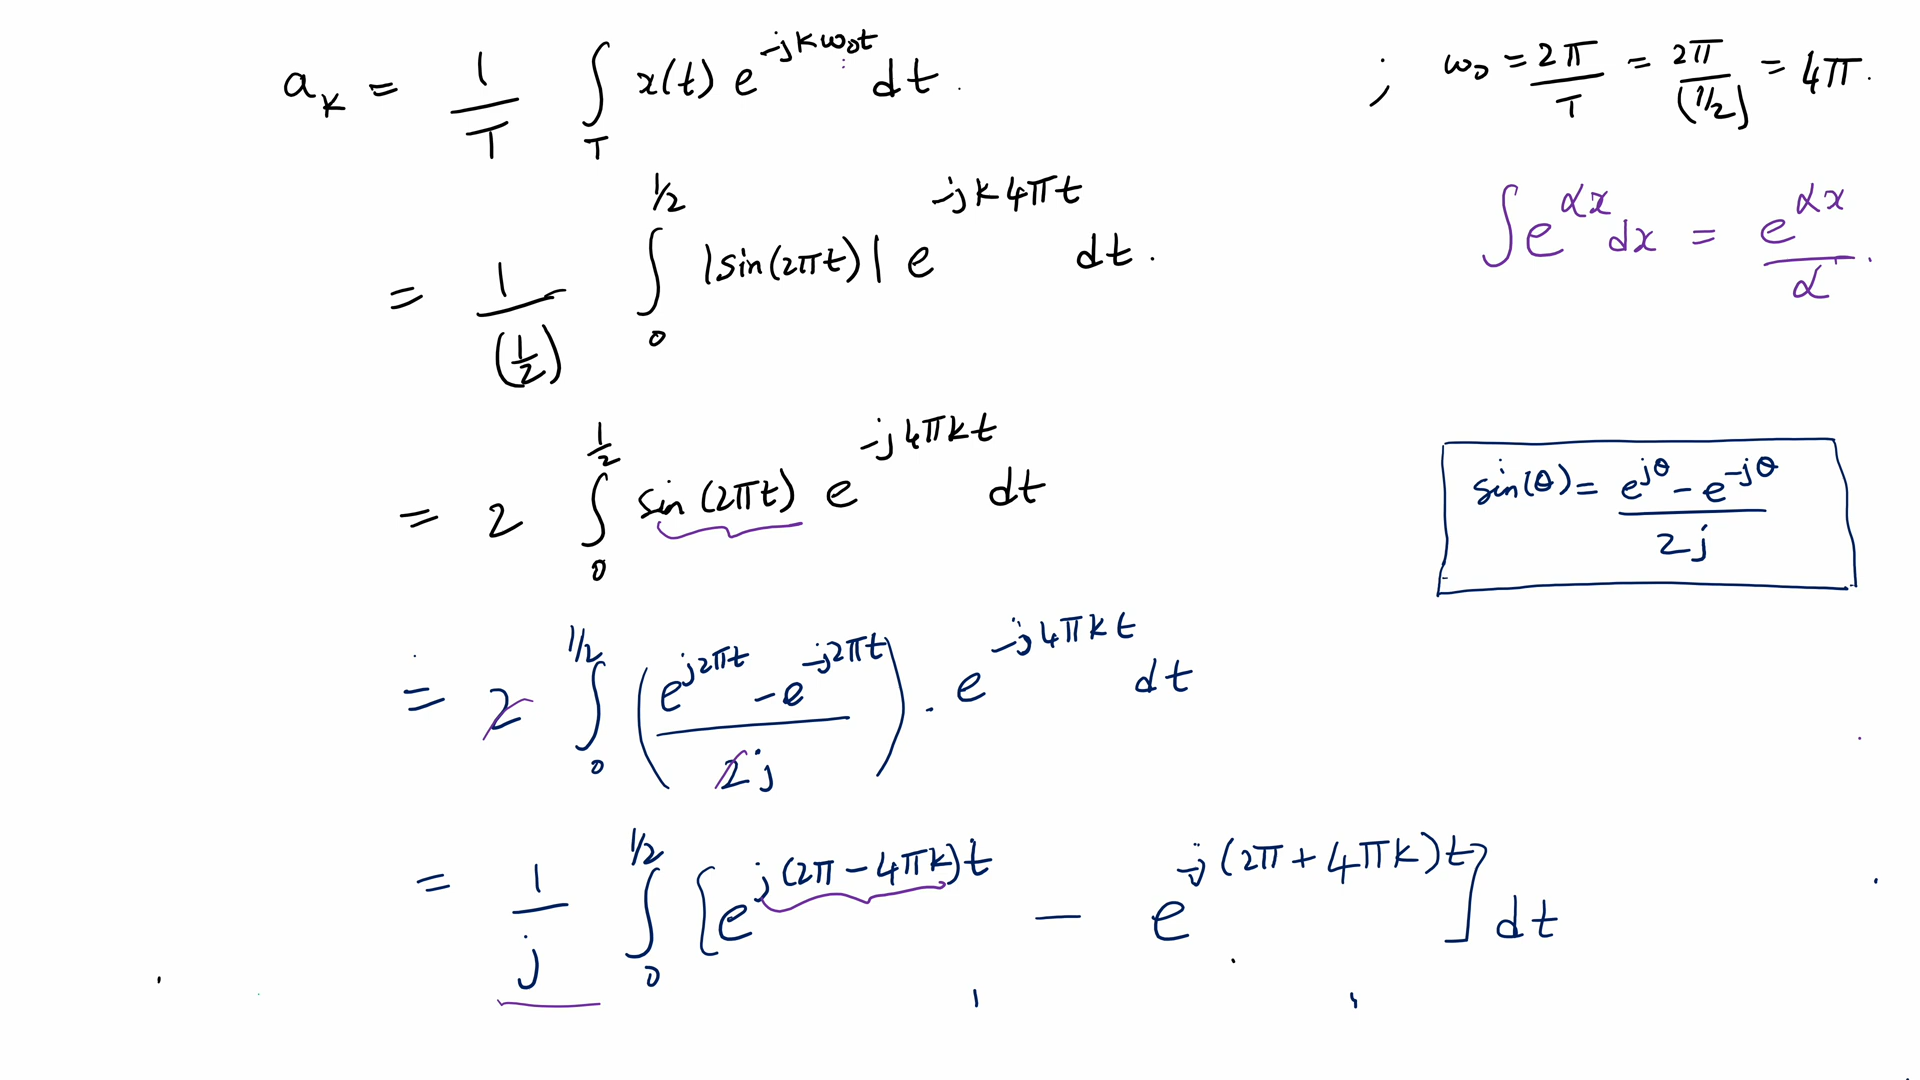 a_k = 1/T ∫_T x(t) e^{-jkω₀t} dt. ; ω₀ = 2π/T = 2π/(1/2) = 4π.
= 1/(1/2) ∫_0^{1/2} |sin(2πt)| e^{-jk4πt} dt. ∫e^{αx}dx = e^{αx}/α.
= 2 ∫_0^{1/2} sin(2πt) e^{-j4πkt} dt sin(θ) = (e^{jθ} - e^{-jθ})/2j
= 2 ∫_0^{1/2} ((e^{j2πt} - e^{-j2πt})/2j) . e^{-j4πkt} dt
= 1/j ∫_0^{1/2} [e^{j(2π-4πk)t} - e^{-j(2π+4πk)t}] dt